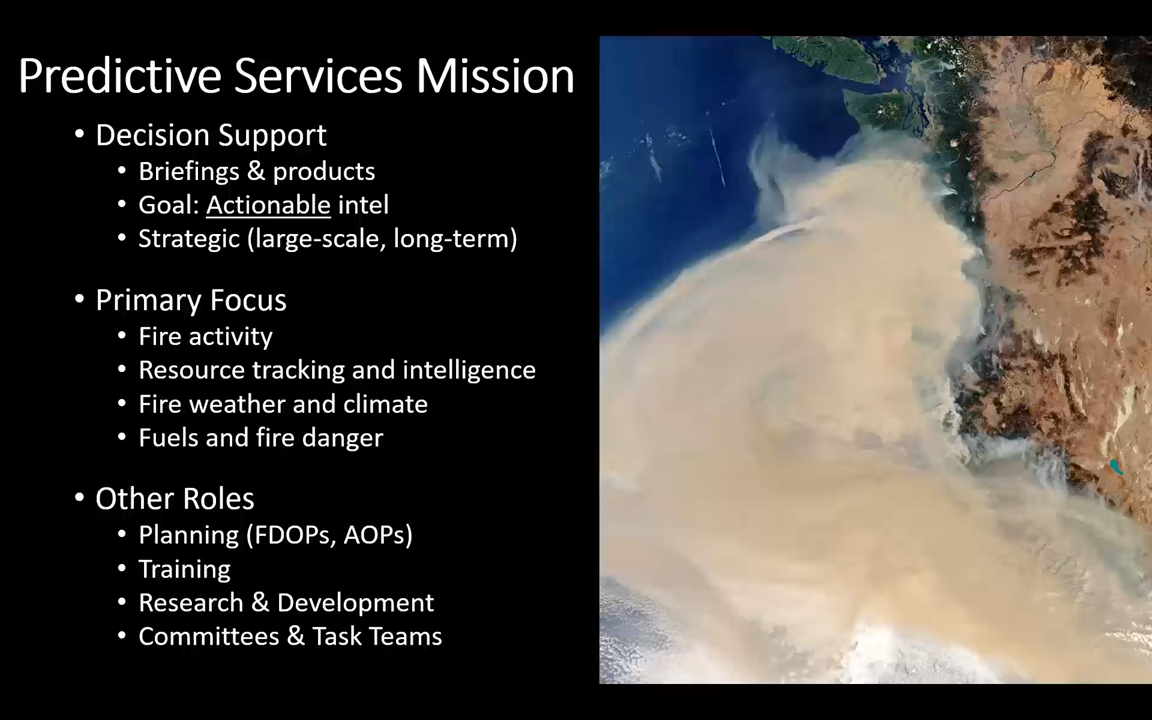 Predictive Services Mission
• Decision Support
• Briefings & products
• Goal: Actionable intel
• Strategic (large-scale, long-term)
• Primary Focus
• Fire activity
• Resource tracking and intelligence
• Fire weather and climate
• Fuels and fire danger
• Other Roles
• Planning (FDOPs, AOPs)
• Training
• Research & Development
• Committees & Task Teams